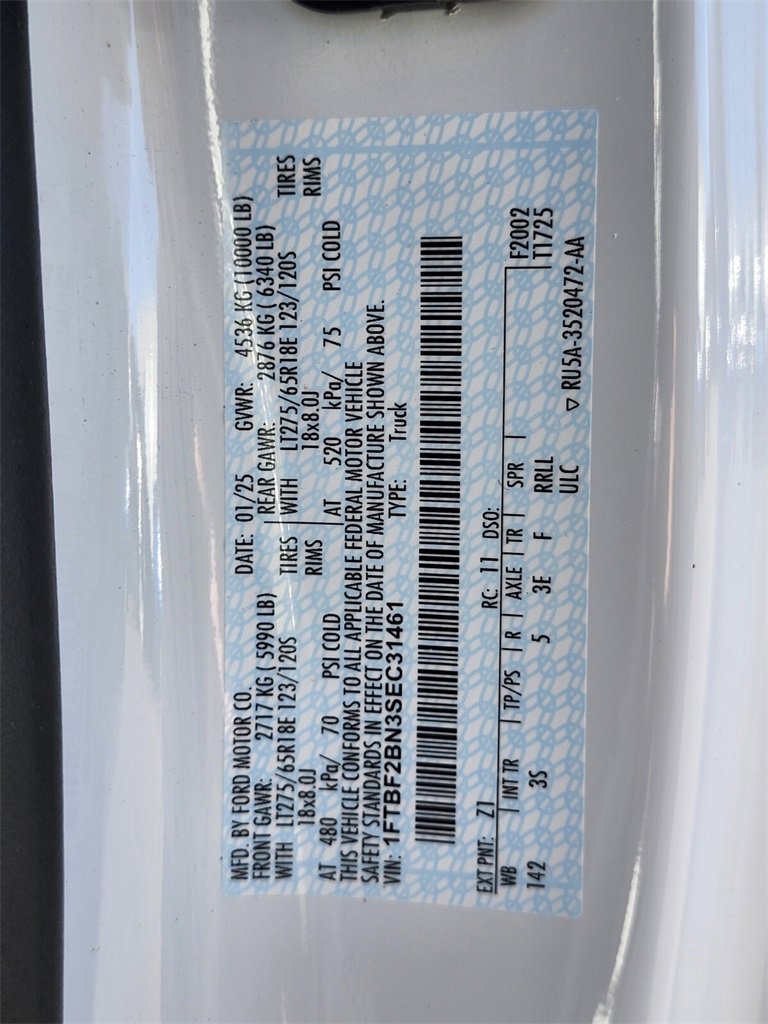 MFD. BY FORD MOTOR CO.
DATE: 01/25 GVWR: 4536 KG (10000 LB)
FRONT GAWR: 2717 KG ( 5990 LB) REAR GAWR: 2876 KG ( 6340 LB)
WITH LT275/65R18E 123/120S TIRES WITH LT275/65R18E 123/120S TIRES
18x8.0J RIMS 18x8.0J RIMS
AT 480 kPa/ 70 PSI COLD AT 520 kPa/ 75 PSI COLD
THIS VEHICLE CONFORMS TO ALL APPLICABLE FEDERAL MOTOR VEHICLE
SAFETY STANDARDS IN EFFECT ON THE DATE OF MANUFACTURE SHOWN ABOVE.
VIN: 1FTBF2BN3SEC31461 TYPE: Truck
EXT PNT: Z1 RC: 11 DSO:
WB INT TR TP/PS R AXLE TR SPR F2002
142 3S 5 3E F RRLL T1725
ULC ▽ RU5A-3520472-AA